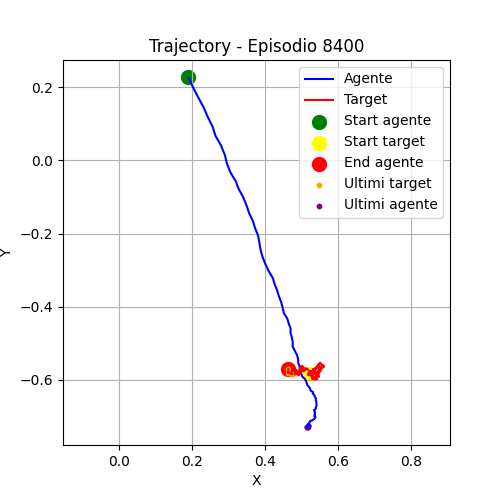 Trajectory - Episodio 8400
Agente
Target
Start agente
Start target
End agente
Ultimi target
Ultimi agente
0.2
0.0
−0.2
−0.4
−0.6
Y
0.0
0.2
0.4
0.6
0.8
X